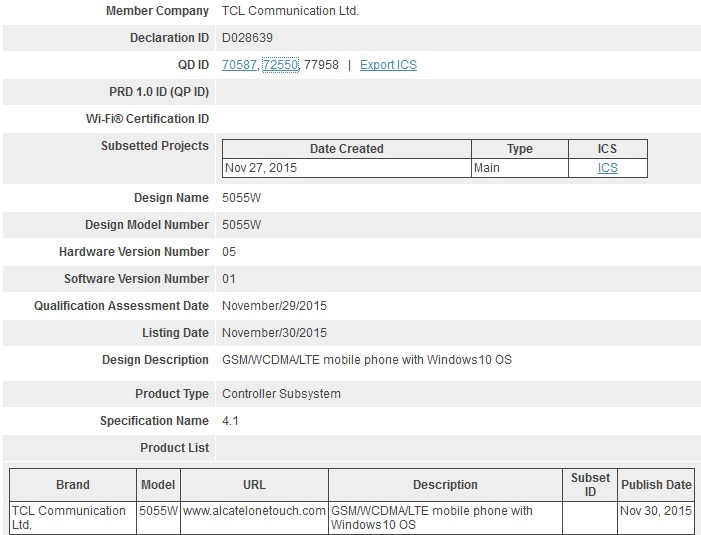 Member Company TCL Communication Ltd.
Declaration ID D028639
QD ID 70587, 72550, 77958 | Export ICS
PRD 1.0 ID (QP ID)
Wi-Fi® Certification ID
Subsetted Projects
Date Created Type ICS
Nov 27, 2015 Main ICS
Design Name 5055W
Design Model Number 5055W
Hardware Version Number 05
Software Version Number 01
Qualification Assessment Date November/29/2015
Listing Date November/30/2015
Design Description GSM/WCDMA/LTE mobile phone with Windows10 OS
Product Type Controller Subsystem
Specification Name 4.1
Product List
Brand Model URL Description Subset ID Publish Date
TCL Communication Ltd. 5055W www.alcatelonetouch.com GSM/WCDMA/LTE mobile phone with Windows10 OS Nov 30, 2015